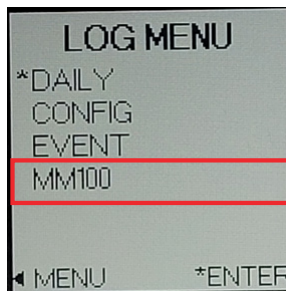 LOG MENU
*DAILY
CONFIG
EVENT
MM100
◄ MENU *ENTER